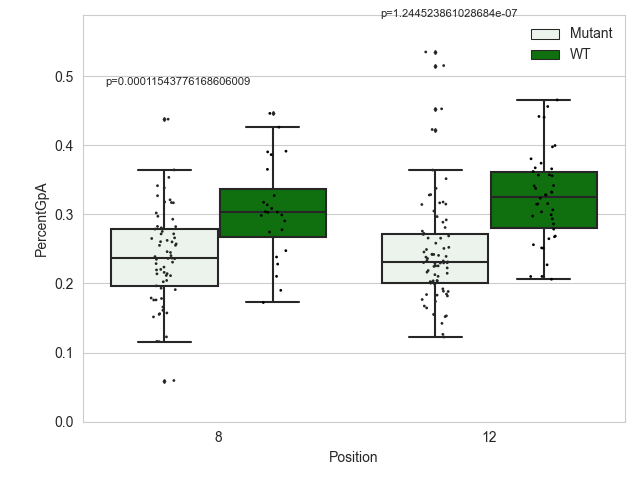 p=1.244523861028684e-07
Mutant
WT
p=0.00011543776168606009
0.5
0.4
0.3
0.2
0.1
0.0
PercentGpA
8
12
Position